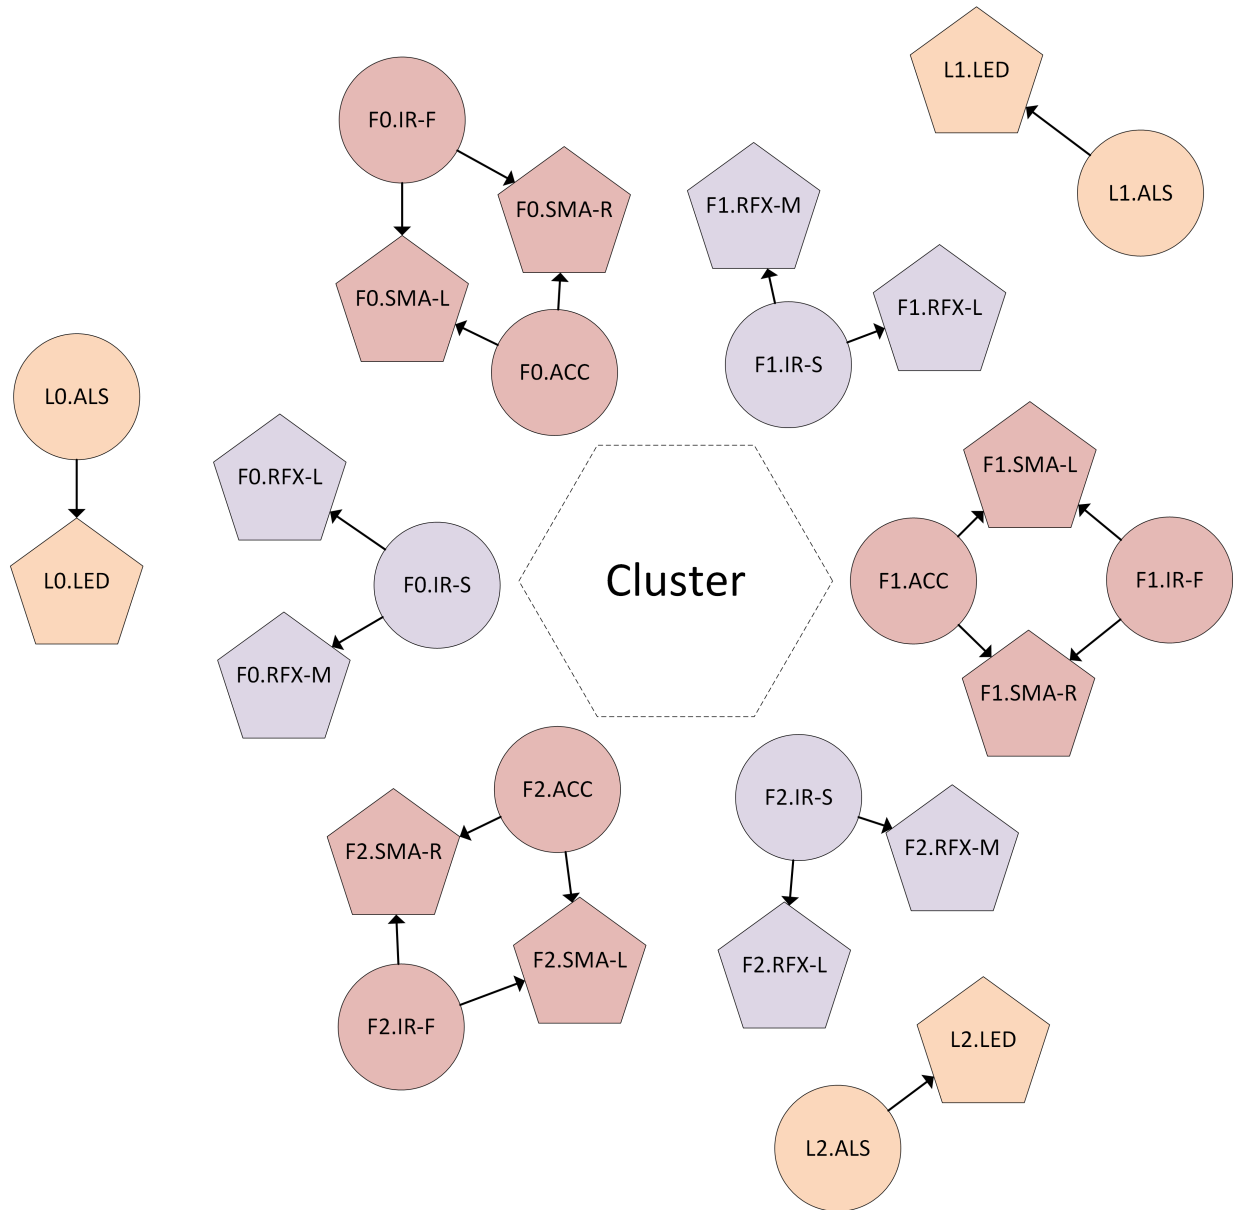 L1.LED
F0.IR-F
L1.ALS
F0.SMA-R
F1.RFX-M
F0.SMA-L
F1.RFX-L
F1.IR-S
F0.ACC
L0.ALS
F1.SMA-L
F0.RFX-L
L0.LED
F0.IR-S
Cluster
F1.ACC
F1.IR-F
F0.RFX-M
F1.SMA-R
F2.ACC
F2.IR-S
F2.SMA-R
F2.RFX-M
F2.SMA-L
F2.RFX-L
F2.IR-F
L2.LED
L2.ALS